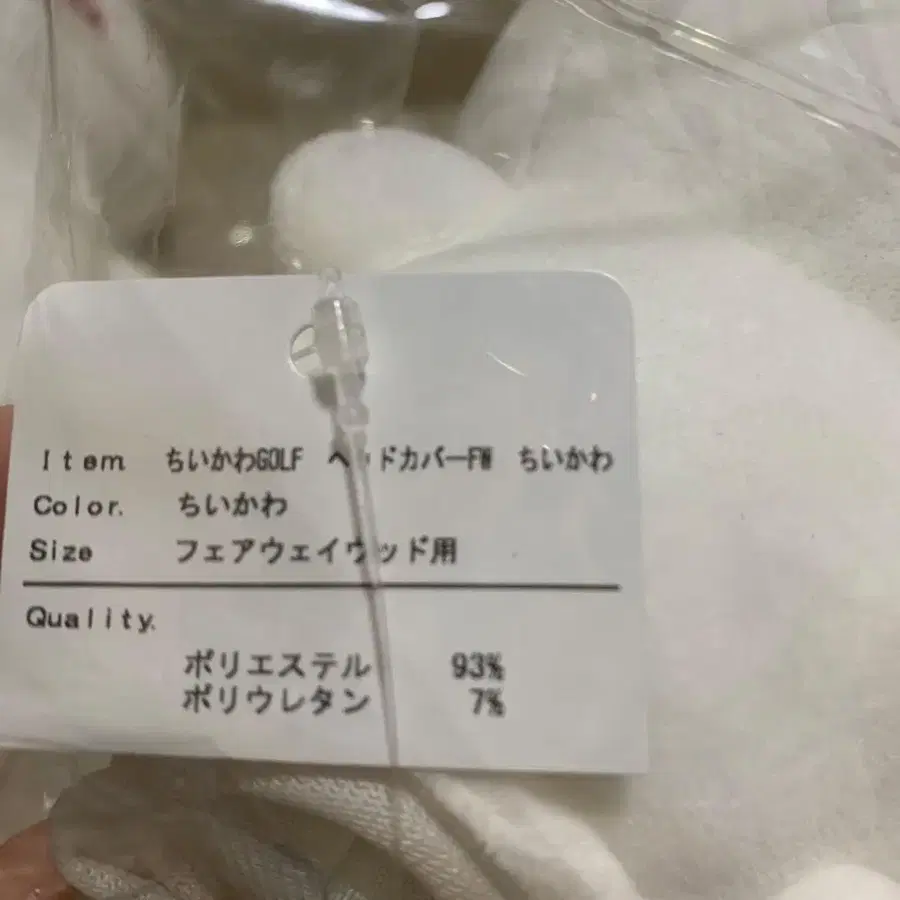 Item ちいかわGOLF ヘッドカバーFW ちいかわ
Color. ちいかわ
Size フェアウェイウッド用
Quality.
ポリエステル 93%
ポリウレタン 7%